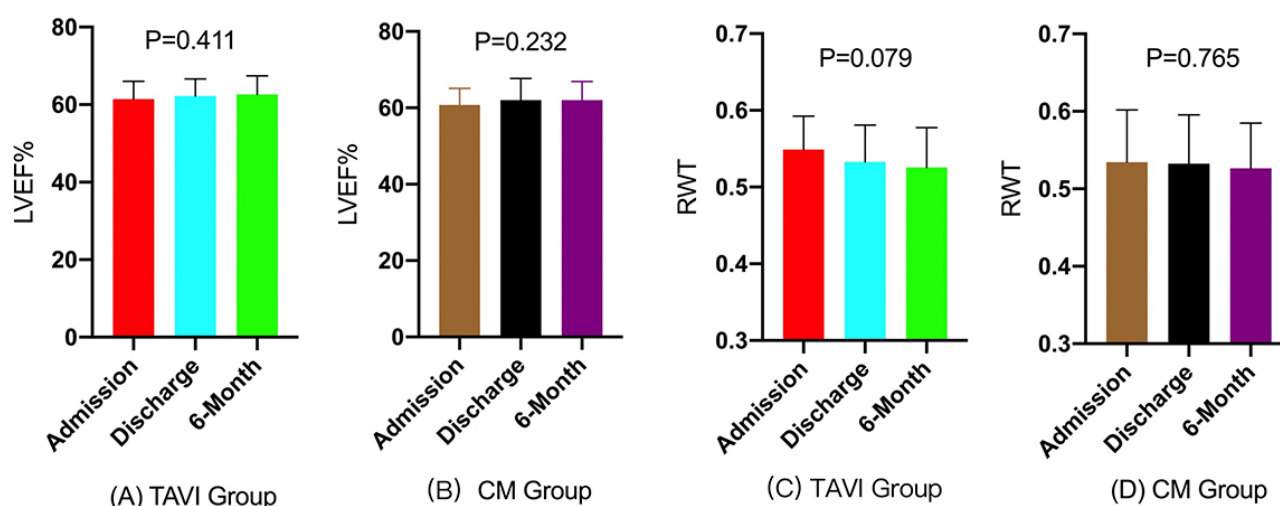 80
60
40
20
0
LVEF%
P=0.411
Admission
Discharge
6-Month
(A) TAVI Group
80
60
40
20
0
LVEF%
P=0.232
Admission
Discharge
6-Month
(B) CM Group
0.7
0.6
0.5
0.4
0.3
RWT
P=0.079
Admission
Discharge
6-Month
(C) TAVI Group
0.7
0.6
0.5
0.4
0.3
RWT
P=0.765
Admission
Discharge
6-Month
(D) CM Group